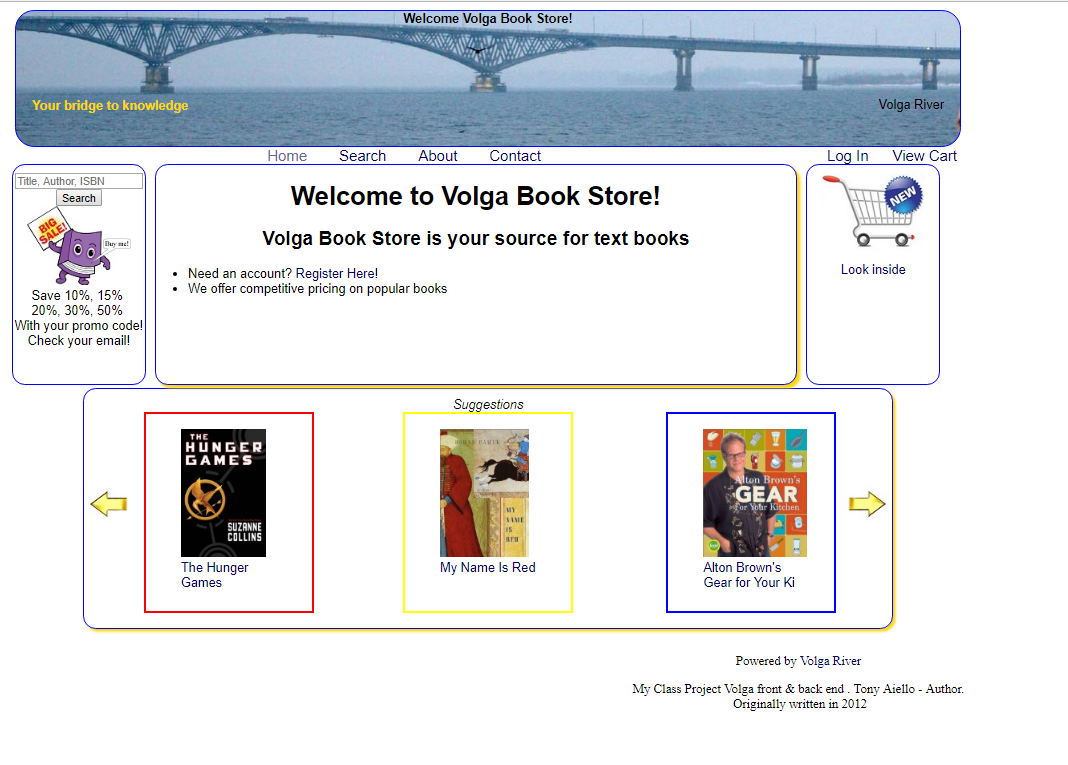 Welcome Volga Book Store!
Your bridge to knowledge
Volga River
Home Search About Contact Log In View Cart
Title, Author, ISBN
Search
BIG
SALE!
Buy me!
Save 10%, 15%
20%, 30%, 50%
With your promo code!
Check your email!
Welcome to Volga Book Store!
Volga Book Store is your source for text books
Need an account? Register Here!
We offer competitive pricing on popular books
NEW
Look inside
Suggestions
THE
HUNGER
GAMES
SUZANNE
COLLINS
The Hunger
Games
MY
NAME
IS
RED
My Name Is Red
Alton Brown's
GEAR
For Your Kitchen
Alton Brown's
Gear for Your Ki
Powered by Volga River
My Class Project Volga front & back end . Tony Aiello - Author.
Originally written in 2012